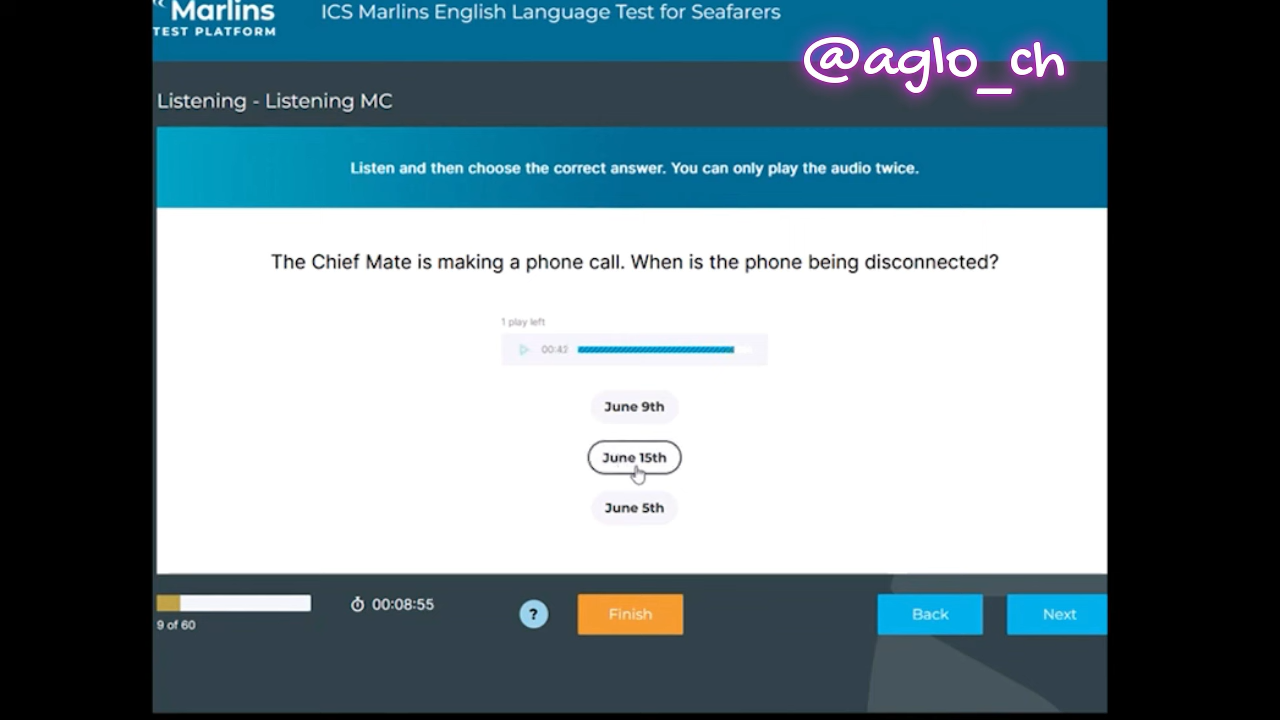 Marlins
TEST PLATFORM
ICS Marlins English Language Test for Seafarers
@aglo_ch
Listening - Listening MC
Listen and then choose the correct answer. You can only play the audio twice.
The Chief Mate is making a phone call. When is the phone being disconnected?
1 play left
00:42
June 9th
June 15th
June 5th
00:08:55
9 of 60
?
Finish
Back
Next